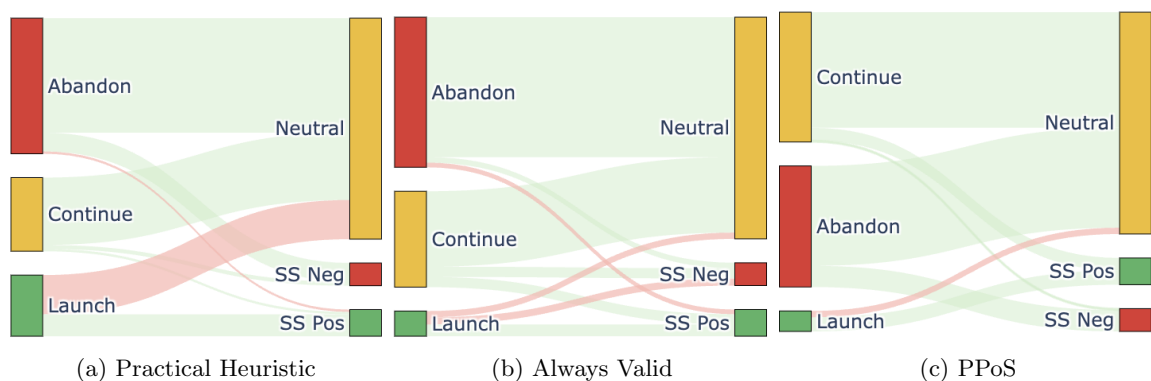 Abandon
Neutral
Continue
SS Neg
Launch
SS Pos
(a) Practical Heuristic
Abandon
Neutral
Continue
SS Neg
Launch
SS Pos
(b) Always Valid
Continue
Neutral
Abandon
SS Pos
Launch
SS Neg
(c) PPoS